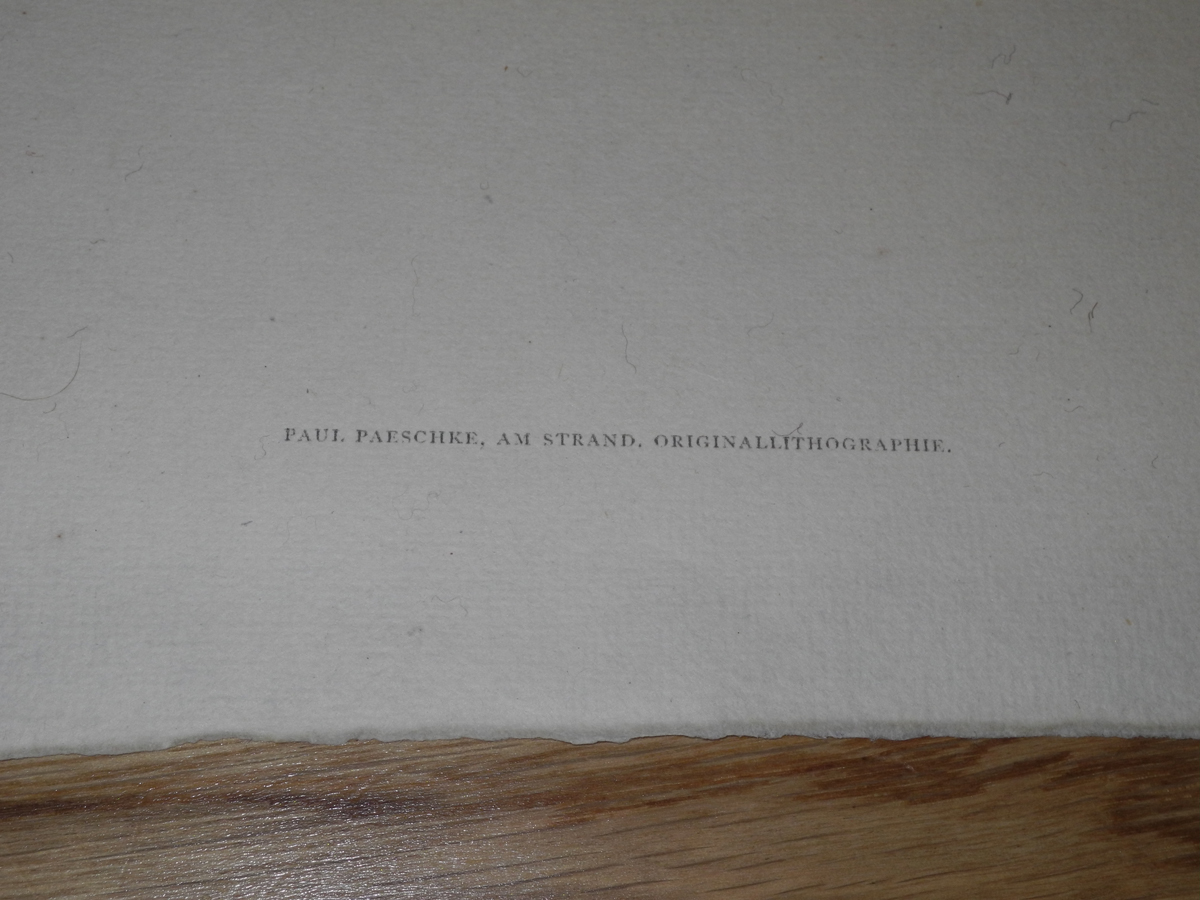 PAUL PAESCHKE, AM STRAND. ORIGINALLITHOGRAPHIE.